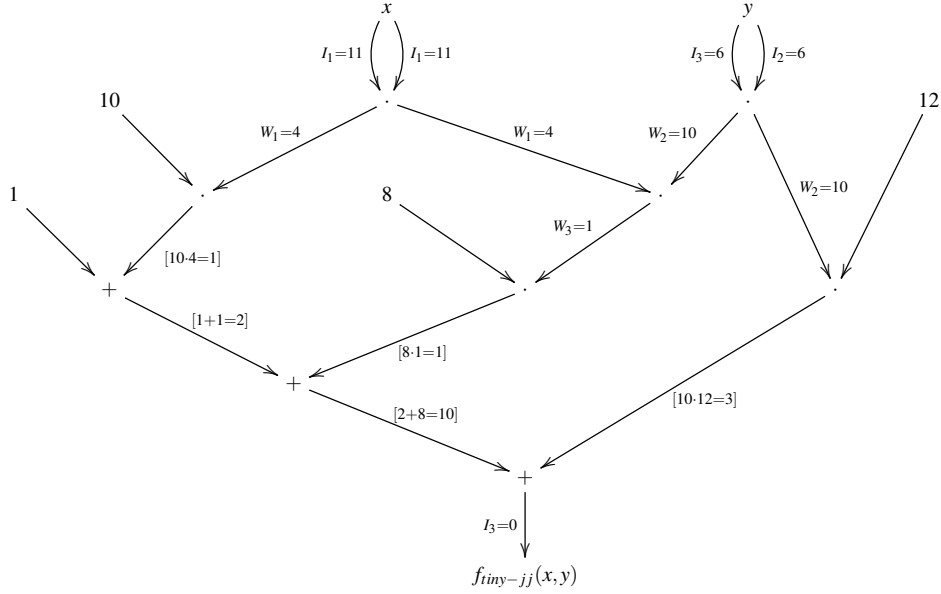 x y
I₁=11 I₁=11 I₃=6 I₂=6
10 · · 12
W₁=4 W₁=4 W₂=10
1 · 8 · W₂=10
W₃=1
[10·4=1]
+ · ·
[1+1=2]
[8·1=1]
+
[10·12=3]
[2+8=10]
+
I₃=0
f_{tiny−jj}(x,y)